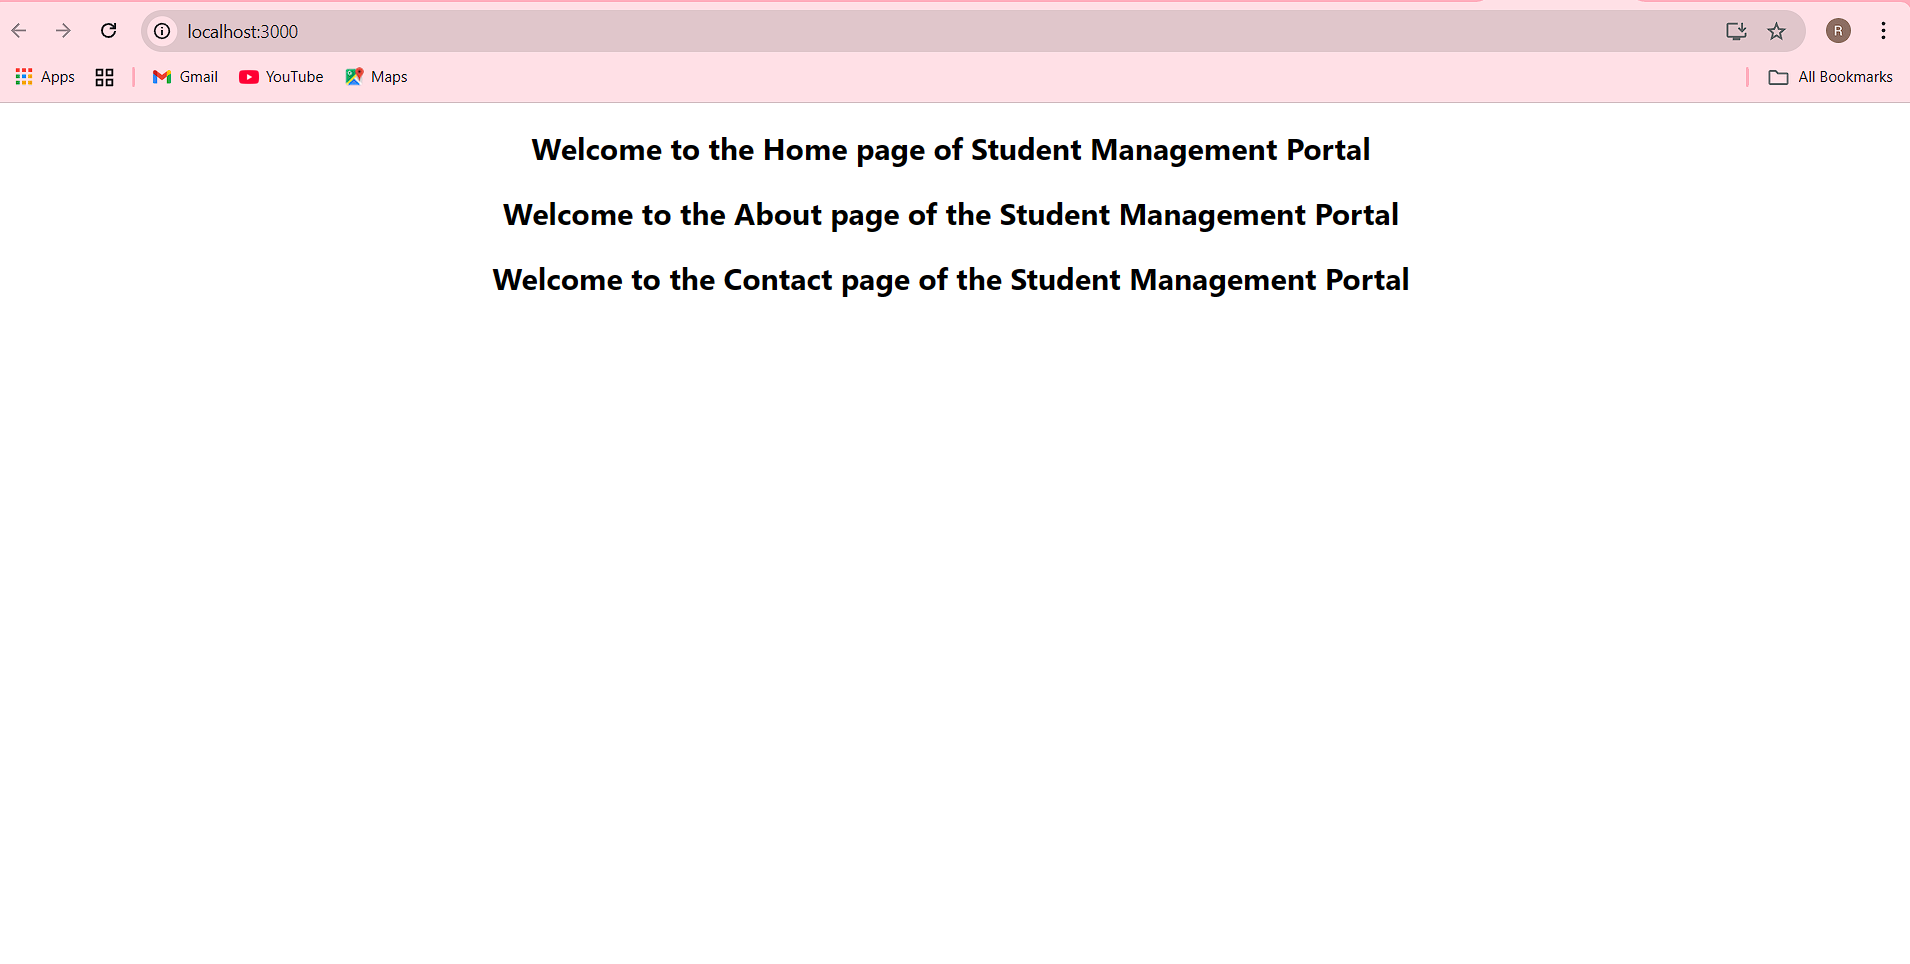 localhost:3000
R
Apps Gmail YouTube Maps All Bookmarks
Welcome to the Home page of Student Management Portal
Welcome to the About page of the Student Management Portal
Welcome to the Contact page of the Student Management Portal